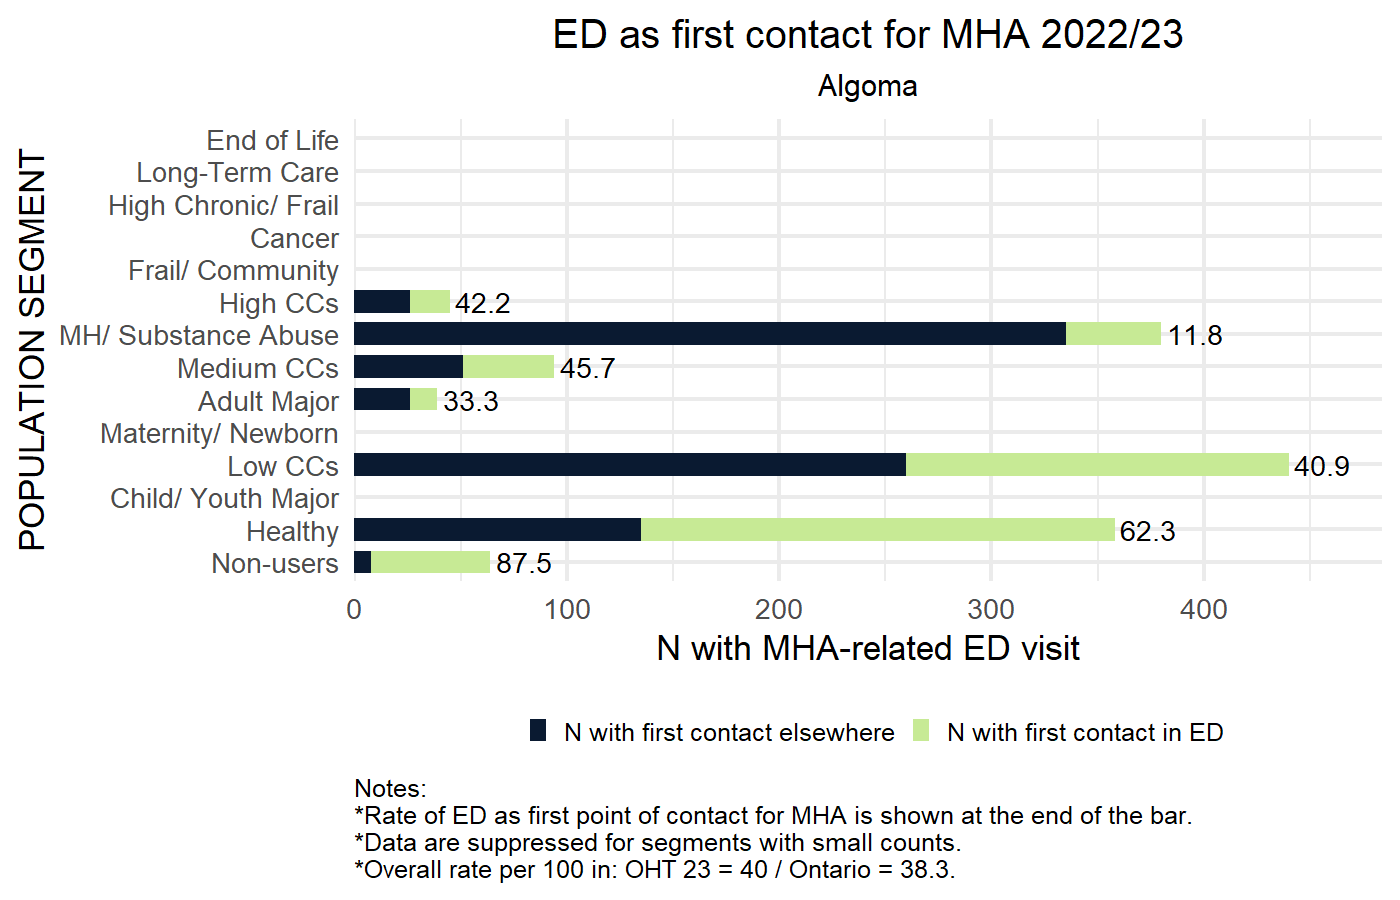 ED as first contact for MHA 2022/23
Algoma
POPULATION SEGMENT
End of Life
Long-Term Care
High Chronic/ Frail
Cancer
Frail/ Community
High CCs 42.2
MH/ Substance Abuse 11.8
Medium CCs 45.7
Adult Major 33.3
Maternity/ Newborn
Low CCs 40.9
Child/ Youth Major
Healthy 62.3
Non-users 87.5
0 100 200 300 400
N with MHA-related ED visit
N with first contact elsewhere N with first contact in ED
Notes:
*Rate of ED as first point of contact for MHA is shown at the end of the bar.
*Data are suppressed for segments with small counts.
*Overall rate per 100 in: OHT 23 = 40 / Ontario = 38.3.